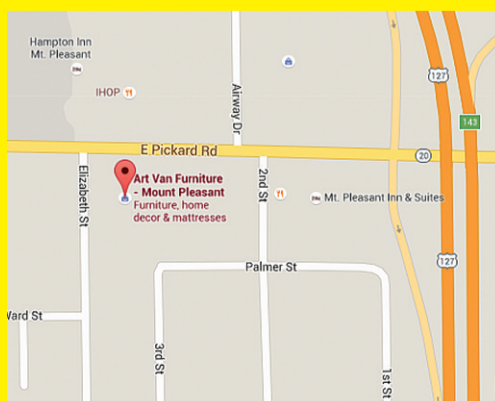 Hampton Inn
Mt. Pleasant
IHOP
Airway Dr
127
143
E Pickard Rd
20
Elizabeth St
Art Van Furniture
- Mount Pleasant
Furniture, home
decor & mattresses
2nd St
Mt. Pleasant Inn & Suites
127
Palmer St
Ward St
3rd St
1st St